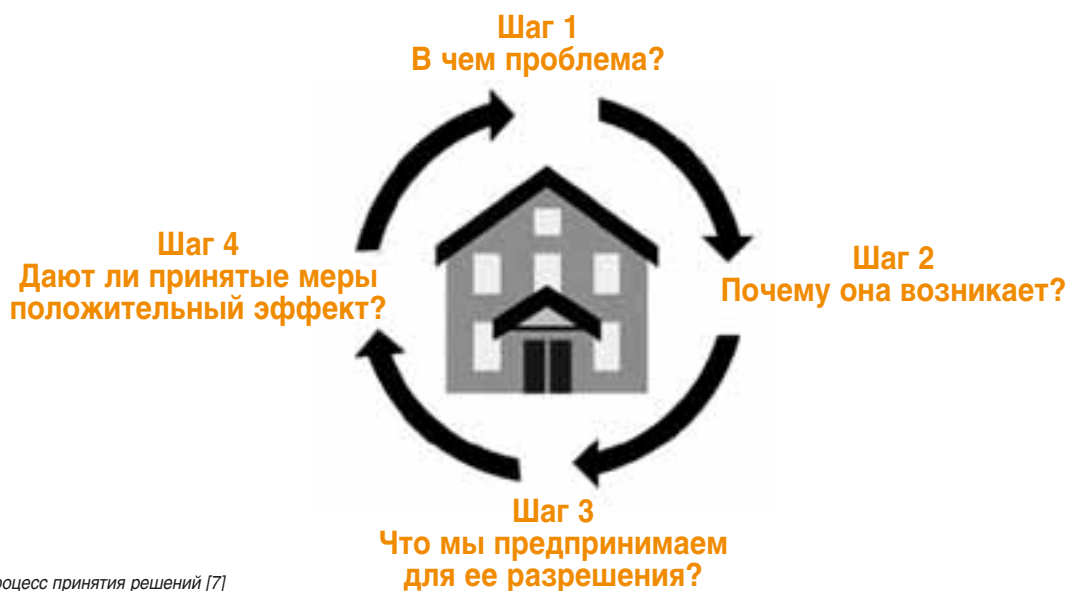 Шаг 1
В чем проблема?
Шаг 4
Дают ли принятые меры
положительный эффект?
Шаг 2
Почему она возникает?
Шаг 3
Что мы предпринимаем
для ее разрешения?
принятия решений [7]